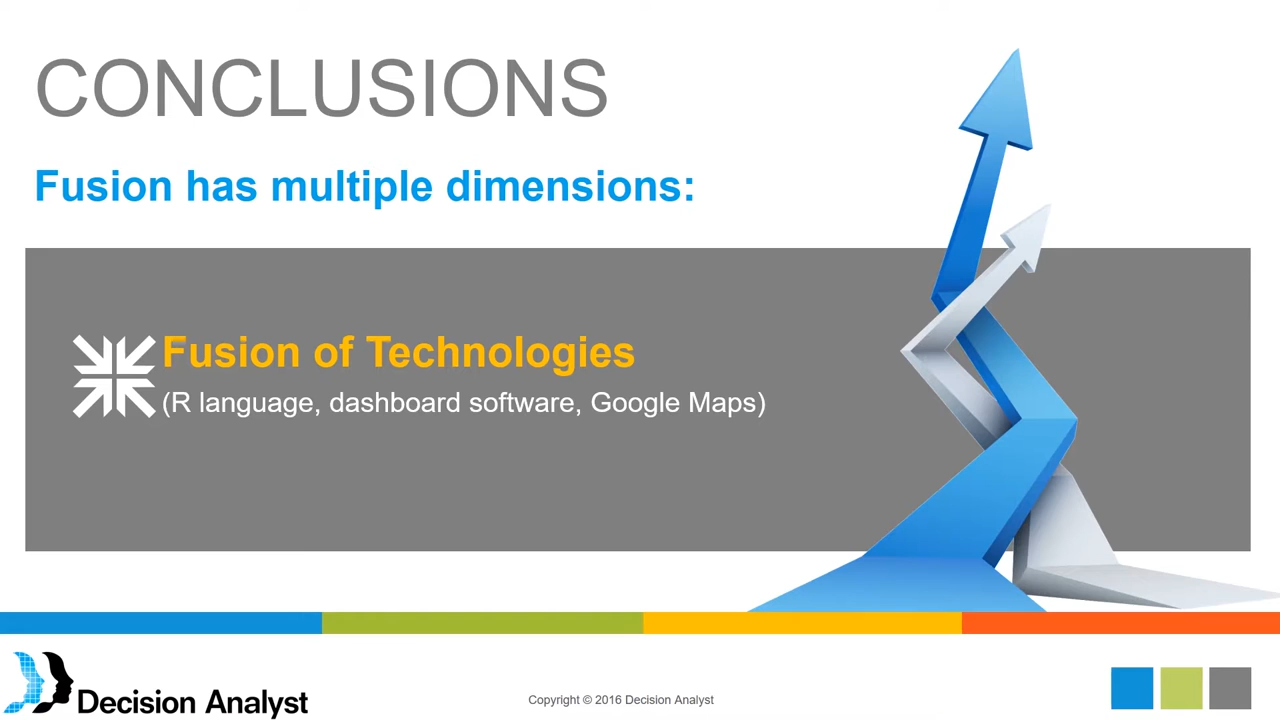 CONCLUSIONS
Fusion has multiple dimensions:
Fusion of Technologies
(R language, dashboard software, Google Maps)
Decision Analyst
Copyright © 2016 Decision Analyst